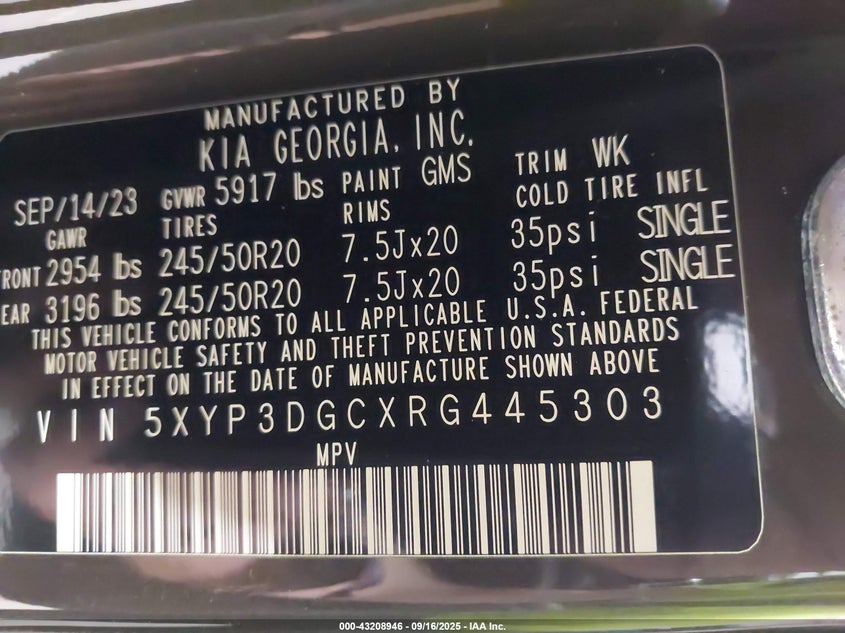 MANUFACTURED BY
KIA GEORGIA, INC.
SEP/14/23 GVWR 5917 lbs PAINT GMS TRIM WK
GAWR TIRES RIMS COLD TIRE INFL
FRONT 2954 lbs 245/50R20 7.5Jx20 35psi SINGLE
REAR 3196 lbs 245/50R20 7.5Jx20 35psi SINGLE
THIS VEHICLE CONFORMS TO ALL APPLICABLE U.S.A. FEDERAL
MOTOR VEHICLE SAFETY AND THEFT PREVENTION STANDARDS
IN EFFECT ON THE DATE OF MANUFACTURE SHOWN ABOVE
VIN 5XYP3DGCXRG445303
MPV
000-43208946 - 09/16/2025 - IAA Inc.